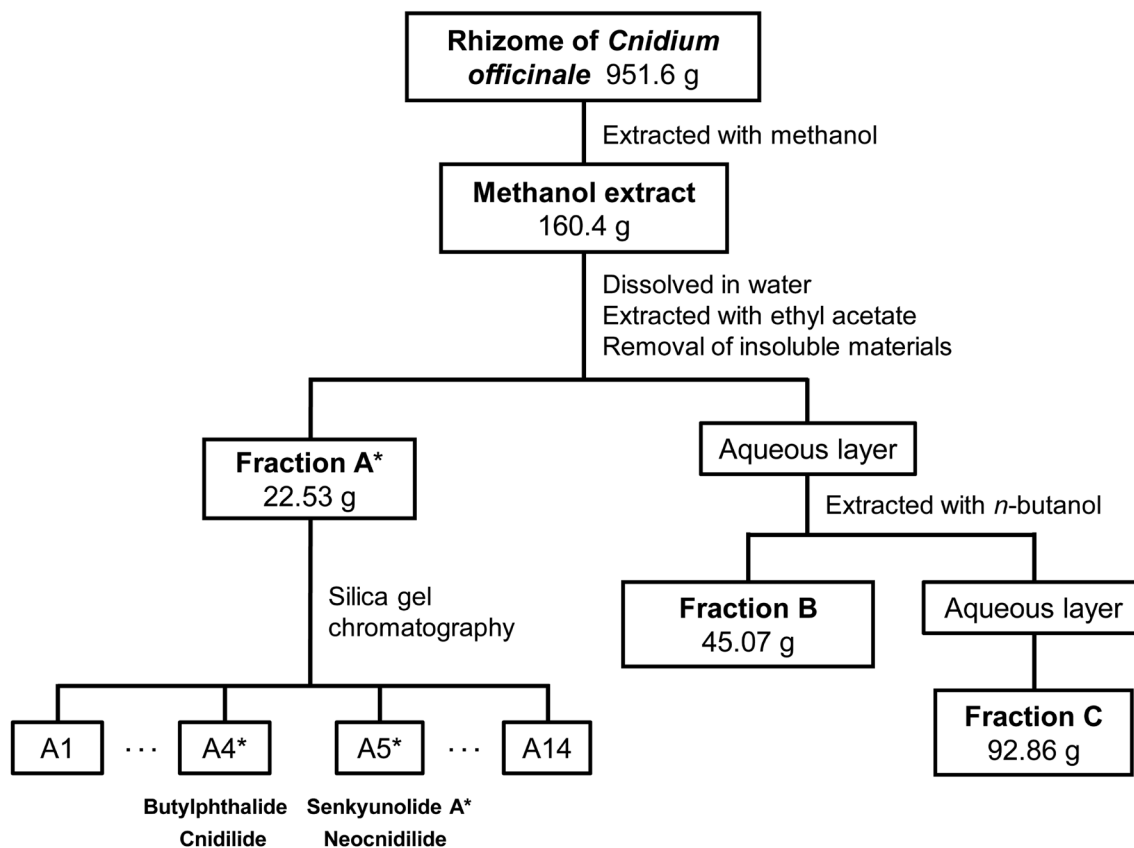 Rhizome of Cnidium
officinale 951.6 g
Extracted with methanol
Methanol extract
160.4 g
Dissolved in water
Extracted with ethyl acetate
Removal of insoluble materials
Fraction A*
22.53 g
Aqueous layer
Extracted with n-butanol
Silica gel
chromatography
Fraction B
45.07 g
Aqueous layer
Fraction C
92.86 g
A1 ... A4* A5* ... A14
Butylphthalide Senkyunolide A*
Cnidilide Neocnidilide